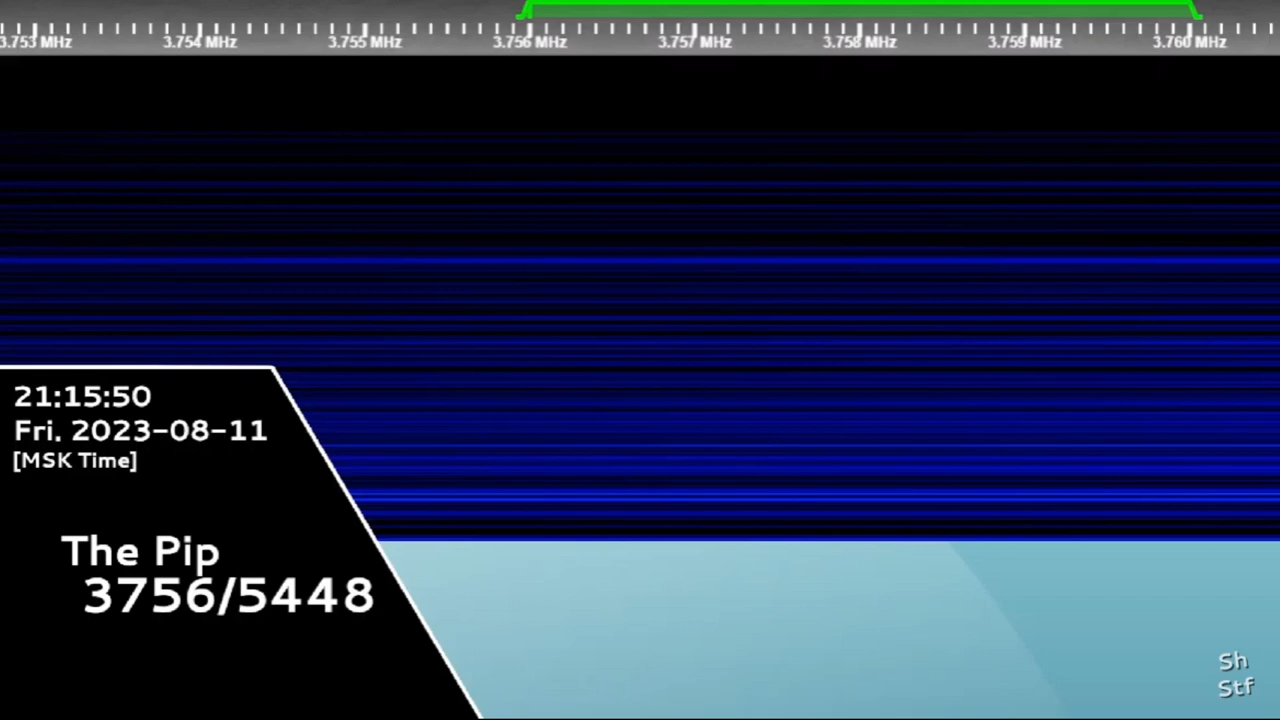 3.753 MHz 3.754 MHz 3.755 MHz 3.756 MHz 3.757 MHz 3.758 MHz 3.759 MHz 3.760 MHz
21:15:50
Fri. 2023-08-11
[MSK Time]
The Pip
3756/5448
Sh
Stf